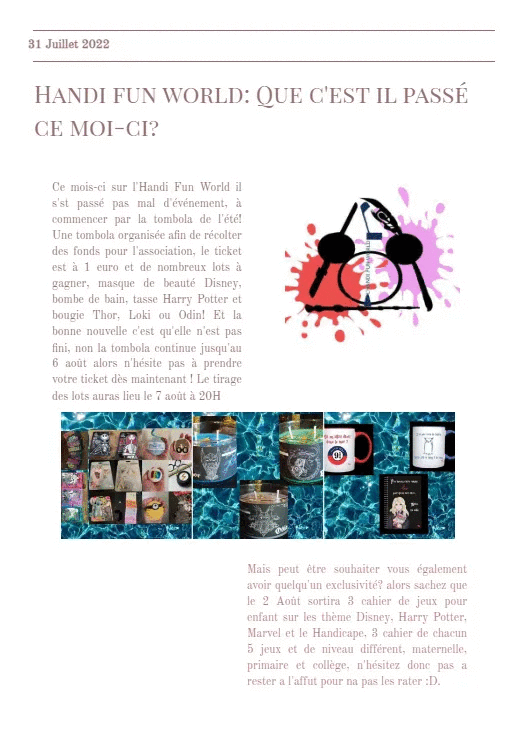 31 Juillet 2022
Handi fun world: Que c'est il passé
ce moi-ci?
Ce mois-ci sur l'Handi Fun World il
s'st passé pas mal d'événement, à
commencer par la tombola de l'été!
Une tombola organisée afin de récolter
des fonds pour l'association, le ticket
est à 1 euro et de nombreux lots à
gagner, masque de beauté Disney,
bombe de bain, tasse Harry Potter et
bougie Thor, Loki ou Odin! Et la
bonne nouvelle c'est qu'elle n'est pas
fini, non la tombola continue jusqu'au
6 août alors n'hésite pas à prendre
votre ticket dès maintenant ! Le tirage
des lots auras lieu le 7 août à 20H
Mais peut être souhaiter vous également
avoir quelqu'un exclusivité? alors sachez que
le 2 Août sortira 3 cahier de jeux pour
enfant sur les thème Disney, Harry Potter,
Marvel et le Handicape, 3 cahier de chacun
5 jeux et de niveau différent, maternelle,
primaire et collège, n'hésitez donc pas a
rester a l'affut pour na pas les rater :D.